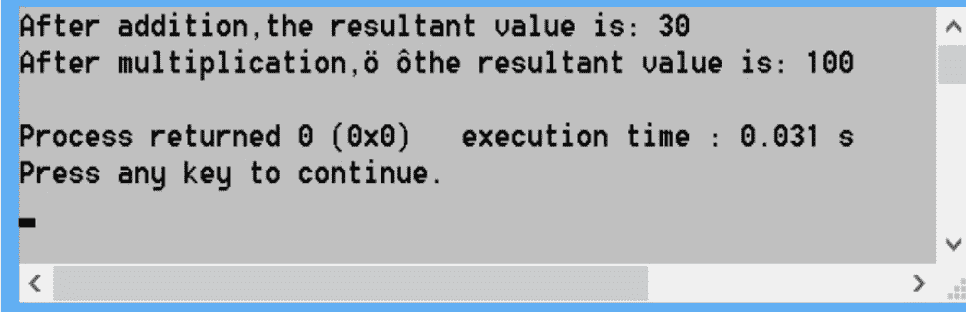 After addition,the resultant value is: 30
After multiplication,ö ôthe resultant value is: 100
Process returned 0 (0x0)   execution time : 0.031 s
Press any key to continue.